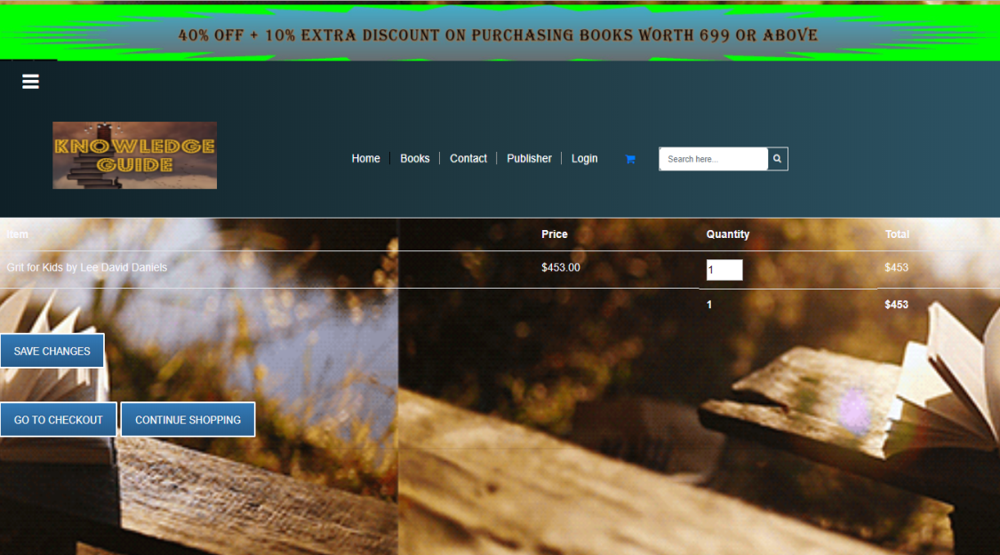 40% OFF + 10% EXTRA DISCOUNT ON PURCHASING BOOKS WORTH 699 OR ABOVE
KNOWLEDGE
GUIDE
Home Books Contact Publisher Login Search here...
Item Price Quantity Total
Grit for Kids by Lee David Daniels $453.00 1 $453
1 $453
SAVE CHANGES
GO TO CHECKOUT CONTINUE SHOPPING